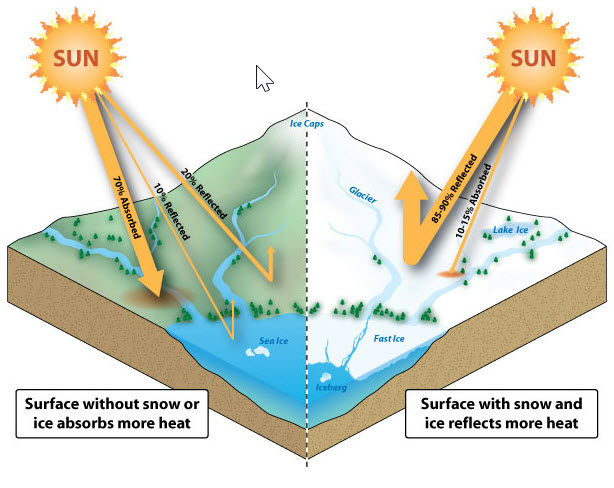 SUN
SUN
Ice Caps
70% Absorbed
10% Reflected
20% Reflected
Glacier
85-90% Reflected
10-15% Absorbed
Lake Ice
Sea Ice
Fast Ice
Iceberg
Surface without snow or
ice absorbs more heat
Surface with snow and
ice reflects more heat